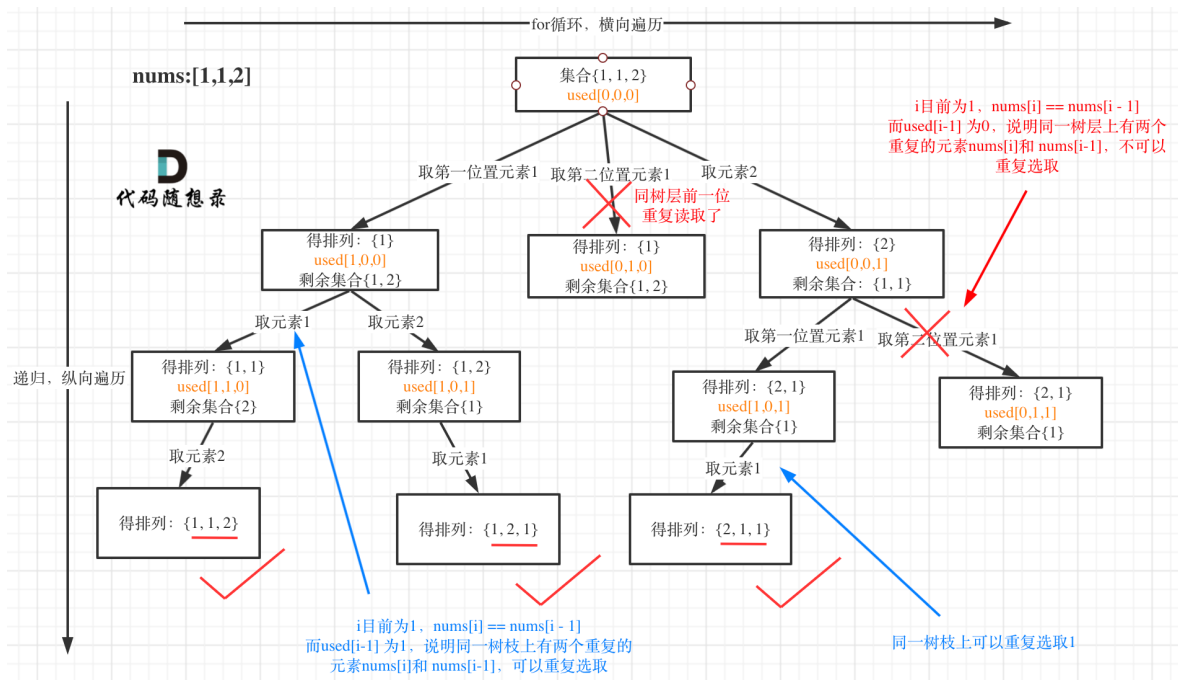 for循环，横向遍历
nums:[1,1,2]
集合{1, 1, 2}
used[0,0,0]
i目前为1，nums[i] == nums[i - 1]
而used[i-1] 为0，说明同一树层上有两个
重复的元素nums[i]和 nums[i-1]，不可以
重复选取
代码随想录
取第一位置元素1
取第二位置元素1
取元素2
同树层前一位
重复读取了
得排列：{1}
used[1,0,0]
剩余集合{1, 2}
得排列：{1}
used[0,1,0]
剩余集合{1, 2}
得排列：{2}
used[0,0,1]
剩余集合：{1, 1}
取元素1
取元素2
取第一位置元素1
取第二位置元素1
递归，纵向遍历
得排列：{1, 1}
used[1,1,0]
剩余集合{2}
得排列：{1, 2}
used[1,0,1]
剩余集合{1}
得排列：{2, 1}
used[1,0,1]
剩余集合{1}
得排列：{2, 1}
used[0,1,1]
剩余集合{1}
取元素2
取元素1
取元素1
得排列：{1, 1, 2}
得排列：{1, 2, 1}
得排列：{2, 1, 1}
i目前为1，nums[i] == nums[i - 1]
而used[i-1] 为1，说明同一树枝上有两个重复的
元素nums[i]和 nums[i-1]，可以重复选取
同一树枝上可以重复选取1